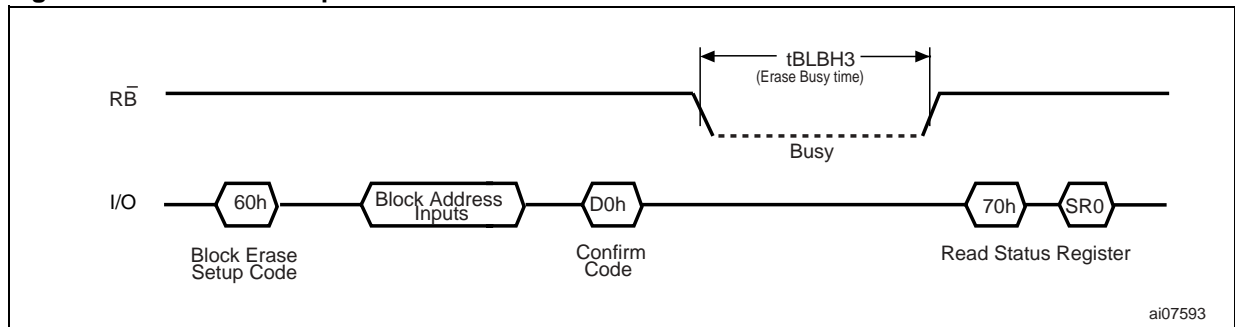 tBLBH3
(Erase Busy time)
RB̅
Busy
I/O
60h
Block Address
Inputs
D0h
70h
SR0
Block Erase
Setup Code
Confirm
Code
Read Status Register
ai07593